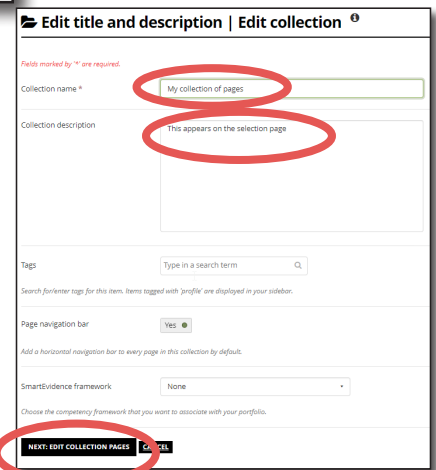 Edit title and description | Edit collection
Fields marked by '*' are required.
Collection name *
My collection of pages
Collection description
This appears on the selection page
Tags
Type in a search term
Search for/enter tags for this item. Items tagged with 'profile' are displayed in your sidebar.
Page navigation bar
Yes
Add a horizontal navigation bar to every page in this collection by default.
SmartEvidence framework
None
Choose the competency framework that you want to associate with your portfolio.
NEXT: EDIT COLLECTION PAGES
CANCEL